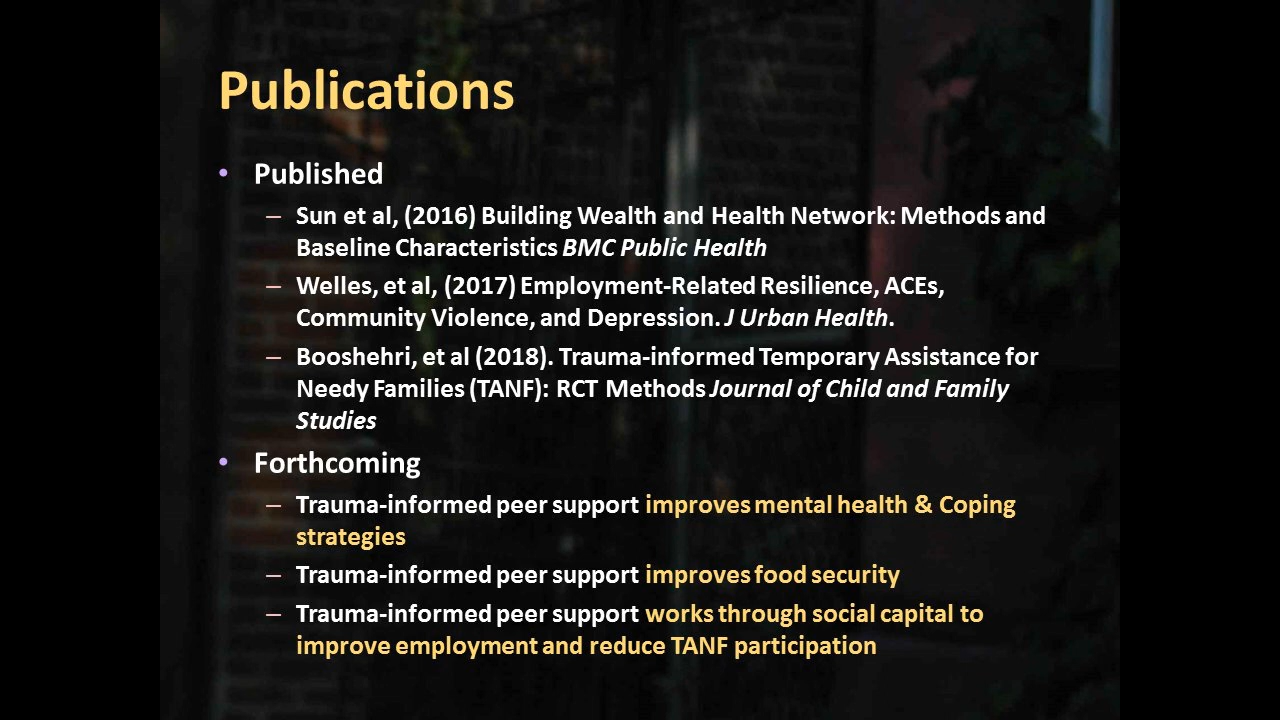 Publications
• Published
– Sun et al, (2016) Building Wealth and Health Network: Methods and
Baseline Characteristics BMC Public Health
– Welles, et al, (2017) Employment-Related Resilience, ACEs,
Community Violence, and Depression. J Urban Health.
– Booshehri, et al (2018). Trauma-informed Temporary Assistance for
Needy Families (TANF): RCT Methods Journal of Child and Family
Studies
• Forthcoming
– Trauma-informed peer support improves mental health & Coping
strategies
– Trauma-informed peer support improves food security
– Trauma-informed peer support works through social capital to
improve employment and reduce TANF participation